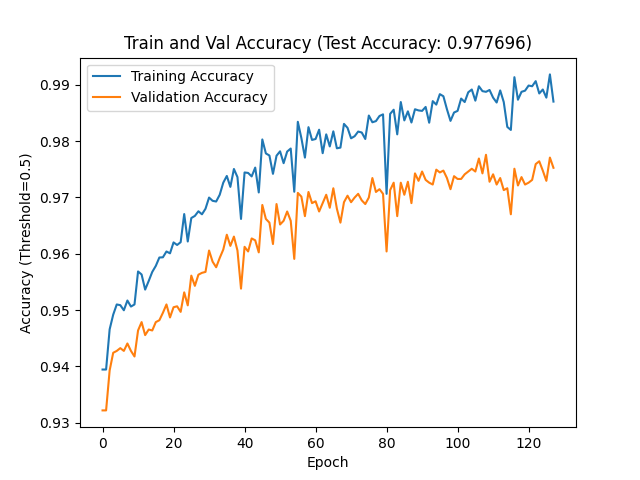 Train and Val Accuracy (Test Accuracy: 0.977696)
Training Accuracy
Validation Accuracy
Accuracy (Threshold=0.5)
0.99
0.98
0.97
0.96
0.95
0.94
0.93
0 20 40 60 80 100 120
Epoch